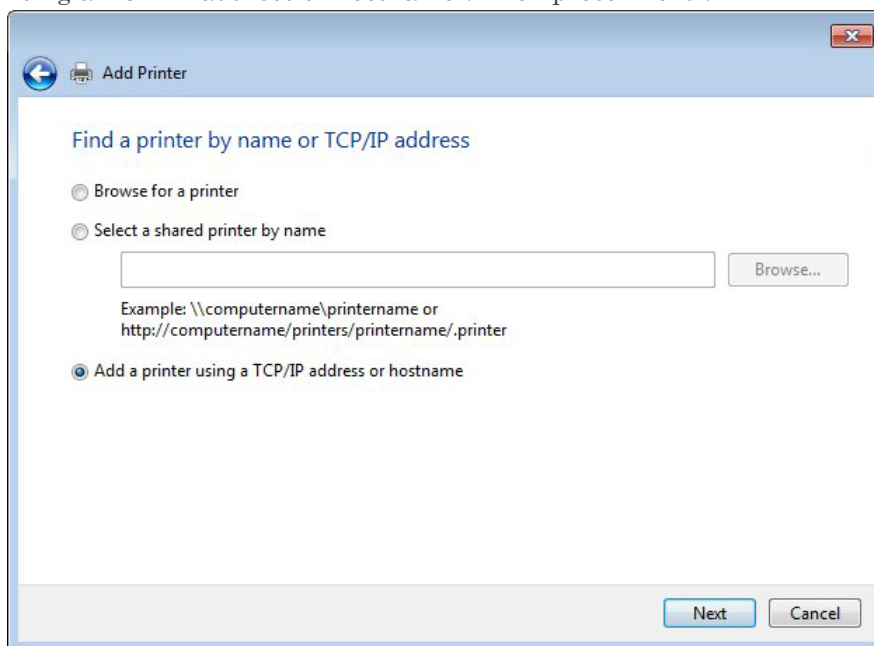 Add Printer
Find a printer by name or TCP/IP address
Browse for a printer
Select a shared printer by name
Browse...
Example: \\computername\printername or
http://computername/printers/printername/.printer
Add a printer using a TCP/IP address or hostname
Next
Cancel